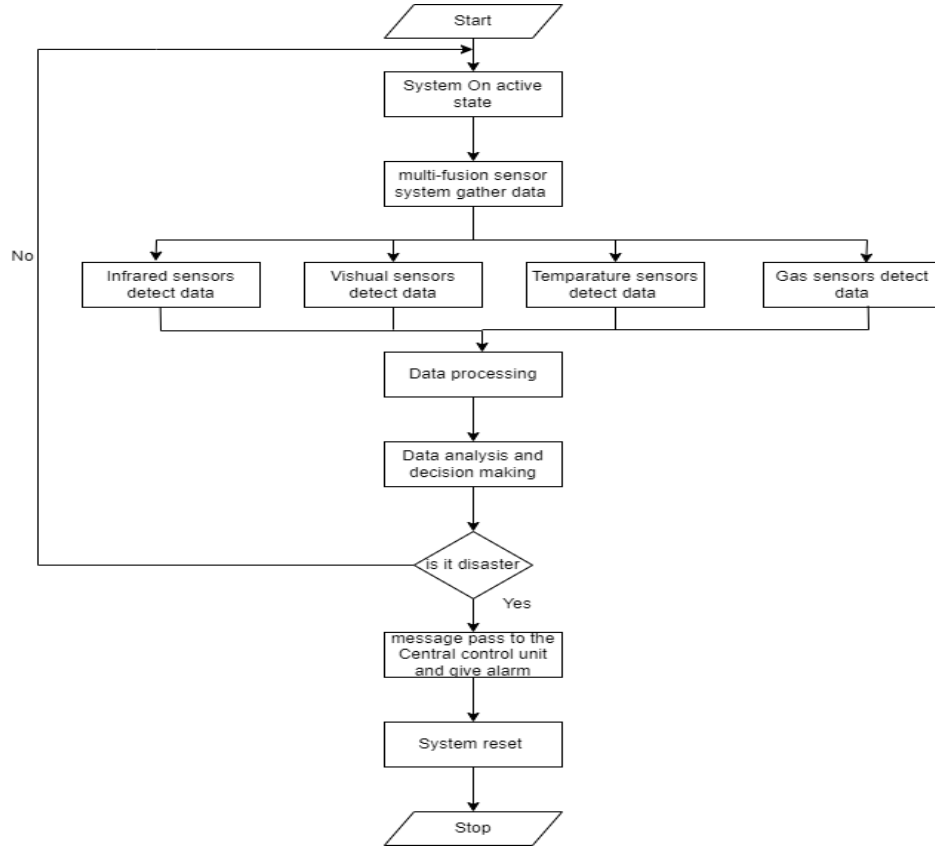 Start
System On active
state
multi-fusion sensor
system gather data
No
Infrared sensors
detect data
Vishual sensors
detect data
Temparature sensors
detect data
Gas sensors detect
data
Data processing
Data analysis and
decision making
is it disaster
Yes
message pass to the
Central control unit
and give alarm
System reset
Stop